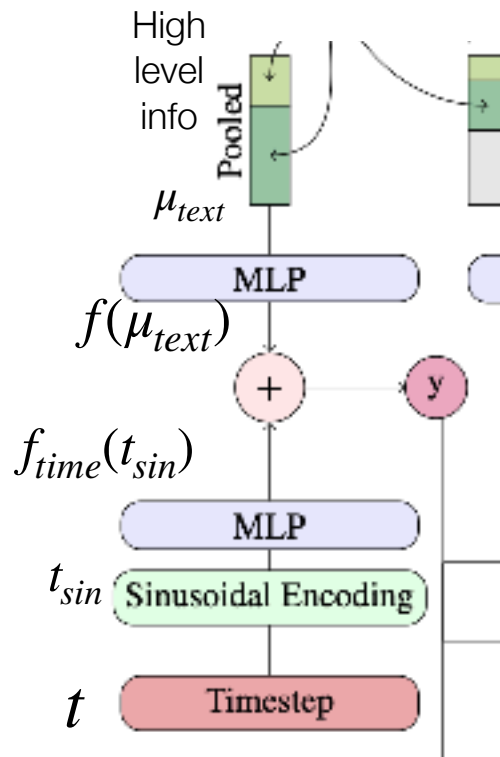 High
level
info
Pooled
μ_text
MLP
f(μ_text)
+
y
f_time(t_sin)
MLP
t_sin
Sinusoidal Encoding
t
Timestep